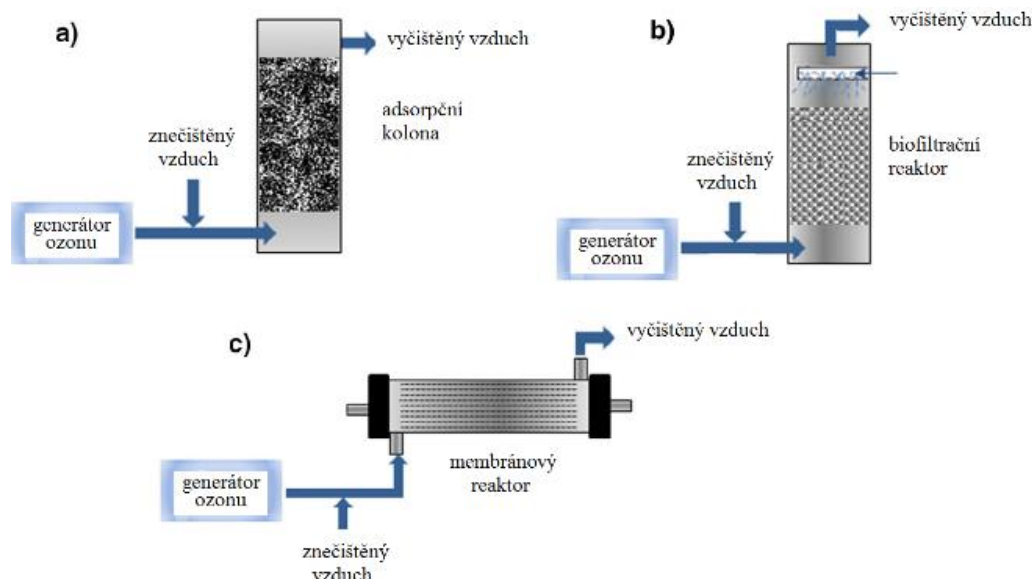 a)
vyčištěný vzduch
adsorpční
kolona
znečištěný
vzduch
generátor
ozonu
b)
vyčištěný vzduch
biofiltrační
reaktor
znečištěný
vzduch
generátor
ozonu
c)
vyčištěný vzduch
membránový
reaktor
generátor
ozonu
znečištěný
vzduch